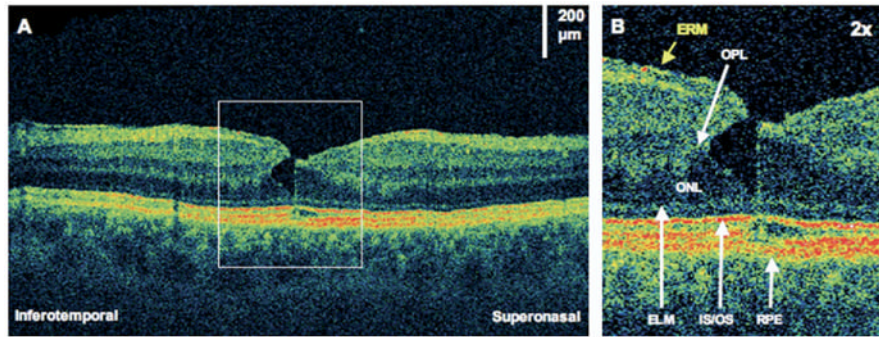 A
200
µm
Inferotemporal
Superonasal
B
ERM
2x
OPL
ONL
ELM
IS/OS
RPE